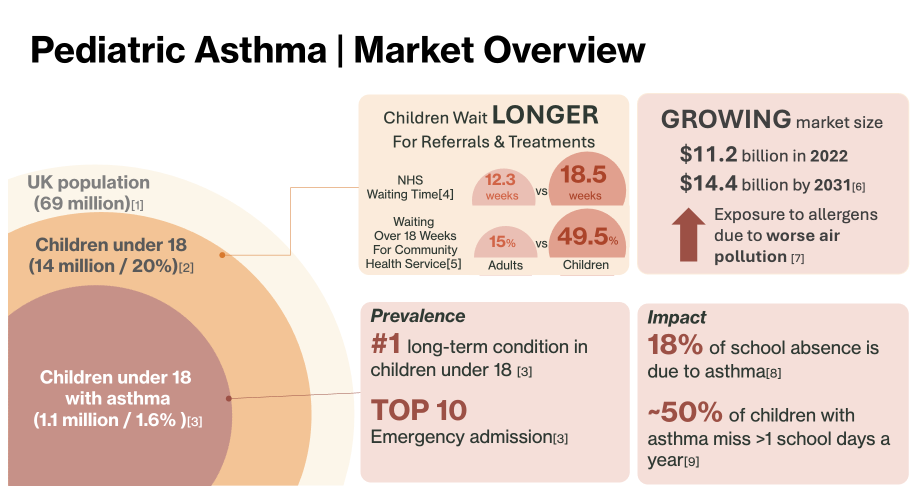 Pediatric Asthma | Market Overview
UK population
(69 million)[1]
Children under 18
(14 million / 20%)[2]
Children under 18
with asthma
(1.1 million / 1.6% )[3]
Children Wait LONGER
For Referrals & Treatments
NHS
Waiting Time[4]
12.3
weeks
vs
18.5
weeks
Waiting
Over 18 Weeks
For Community
Health Service[5]
15%
vs
49.5%
Adults
Children
GROWING market size
$11.2 billion in 2022
$14.4 billion by 2031[6]
Exposure to allergens
due to worse air
pollution [7]
Prevalence
#1 long-term condition in
children under 18 [3]
TOP 10
Emergency admission[3]
Impact
18% of school absence is
due to asthma[8]
~50% of children with
asthma miss >1 school days a
year[9]